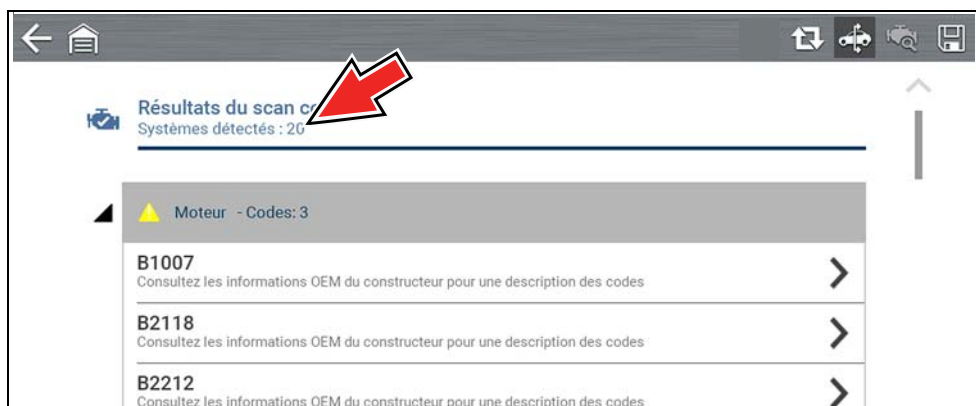 Résultats du scan
Systèmes détectés : 20
Moteur - Codes: 3
B1007
Consultez les informations OEM du constructeur pour une description des codes
B2118
Consultez les informations OEM du constructeur pour une description des codes
B2212
Consultez les informations OEM du constructeur pour une description des codes